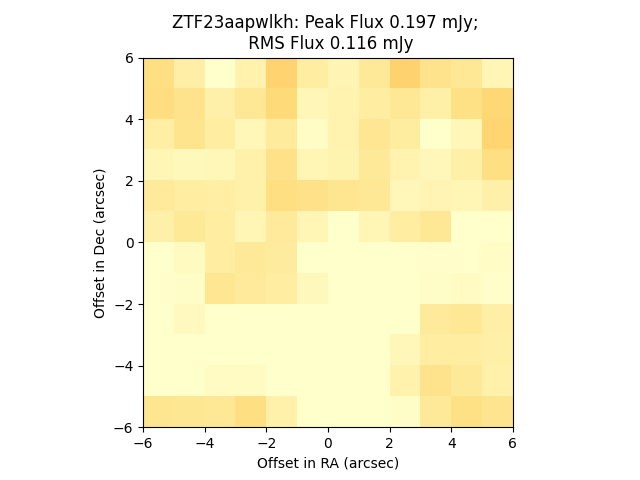 ZTF23aapwlkh: Peak Flux 0.197 mJy;
RMS Flux 0.116 mJy
6
4
2
0
−2
−4
−6
Offset in Dec (arcsec)
−6 −4 −2 0 2 4 6
Offset in RA (arcsec)